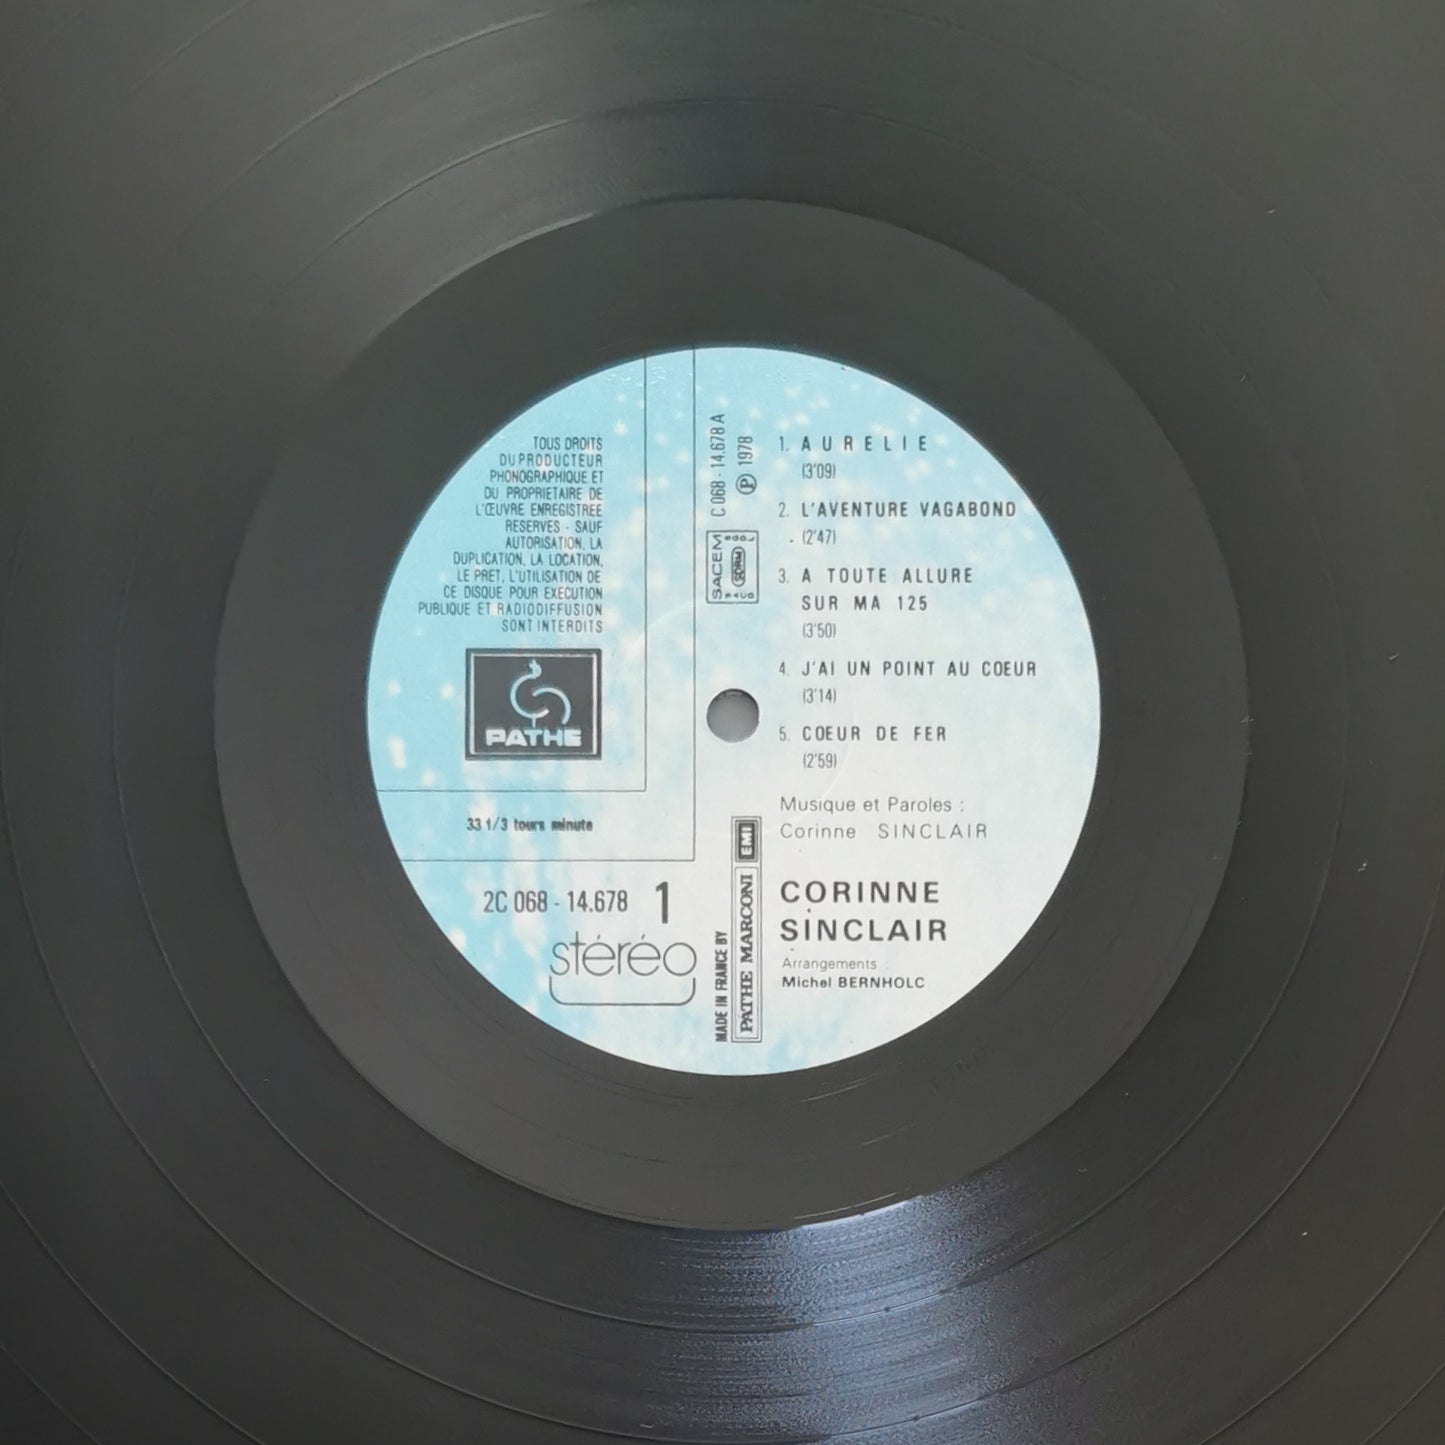 TOUS DROITS
DU PRODUCTEUR
PHONOGRAPHIQUE ET
DU PROPRIETAIRE DE
L'ŒUVRE ENREGISTREE
RESERVES - SAUF
AUTORISATION, LA
DUPLICATION, LA LOCATION,
LE PRET, L'UTILISATION DE
CE DISQUE POUR EXECUTION
PUBLIQUE ET RADIODIFFUSION
SONT INTERDITS
PATHE
33 1/3 tours minute
2C 068 - 14.678 1
stéréo
C 068 - 14.678 A
℗ 1978
SACEM
SDRM
MADE IN FRANCE BY
PATHE MARCONI EMI
1. AURELIE
(3'09)
2. L'AVENTURE VAGABOND
(2'47)
3. A TOUTE ALLURE
SUR MA 125
(3'50)
4. J'AI UN POINT AU COEUR
(3'14)
5. COEUR DE FER
(2'59)
Musique et Paroles :
Corinne SINCLAIR
CORINNE
SINCLAIR
Arrangements :
Michel BERNHOLC